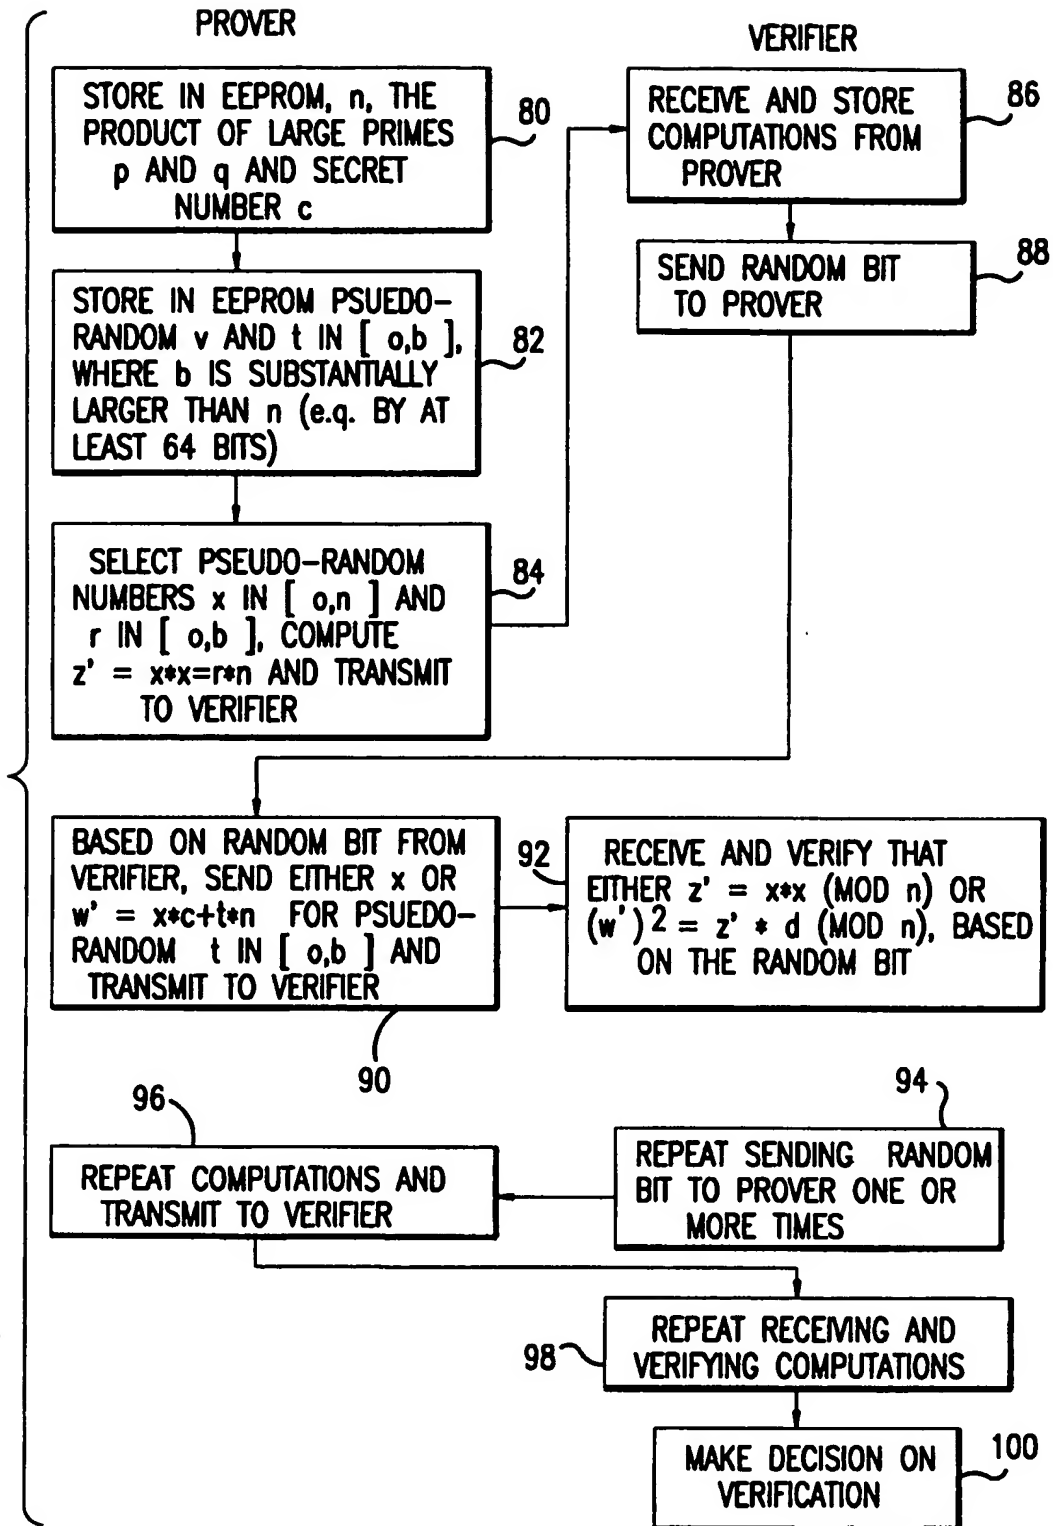 PROVER
VERIFIER
STORE IN EEPROM, n, THE
PRODUCT OF LARGE PRIMES
p AND q AND SECRET
NUMBER c
80
RECEIVE AND STORE
COMPUTATIONS FROM
PROVER
86
STORE IN EEPROM PSUEDO-
RANDOM v AND t IN [ o,b ],
WHERE b IS SUBSTANTIALLY
LARGER THAN n (e.q. BY AT
LEAST 64 BITS)
82
SEND RANDOM BIT
TO PROVER
88
SELECT PSEUDO-RANDOM
NUMBERS x IN [ o,n ] AND
r IN [ o,b ], COMPUTE
z' = x*x=r*n AND TRANSMIT
TO VERIFIER
84
BASED ON RANDOM BIT FROM
VERIFIER, SEND EITHER x OR
w' = x*c+t*n FOR PSUEDO-
RANDOM t IN [ o,b ] AND
TRANSMIT TO VERIFIER
90
92
RECEIVE AND VERIFY THAT
EITHER z' = x*x (MOD n) OR
(w')2 = z' * d (MOD n), BASED
ON THE RANDOM BIT
96
REPEAT COMPUTATIONS AND
TRANSMIT TO VERIFIER
94
REPEAT SENDING RANDOM
BIT TO PROVER ONE OR
MORE TIMES
98
REPEAT RECEIVING AND
VERIFYING COMPUTATIONS
MAKE DECISION ON
VERIFICATION
100